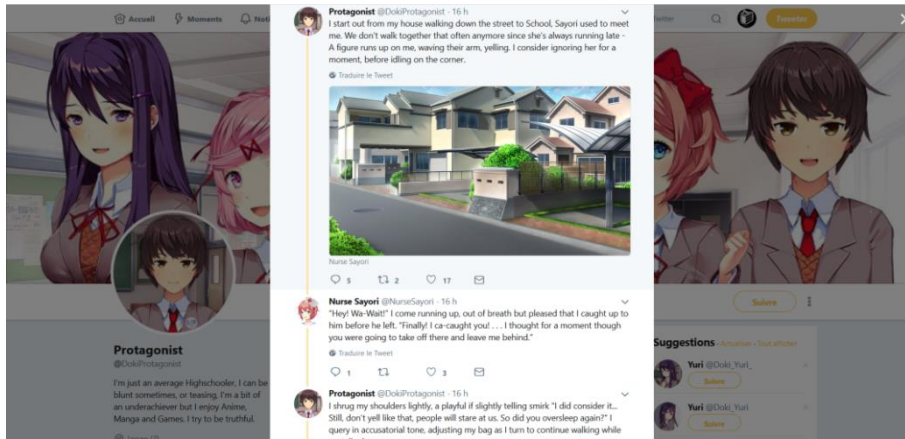 Accueil
Moments
Noti
Twitter
Tweeter
Protagonist @DokiProtagonist · 16 h
I start out from my house walking down the street to School, Sayori used to meet
me. We don't walk together that often anymore since she's always running late -
A figure runs up on me, waving their arm, yelling. I consider ignoring her for a
moment, before idling on the corner.
Traduire le Tweet
Nurse Sayori
5 2 17
Nurse Sayori @NurseSayori · 16 h
"Hey! Wa-Wait!" I come running up, out of breath but pleased that I caught up to
him before he left. "Finally! I ca-caught you! . . . I thought for a moment though
you were going to take off there and leave me behind."
Traduire le Tweet
1 3
Protagonist @DokiProtagonist · 16 h
I shrug my shoulders lightly, a playful if slightly telling smirk "I did consider it...
Still, don't yell like that, people will stare at us. So did you oversleep again?" I
query in accusatorial tone, adjusting my bag as I turn to continue walking while
Protagonist
@DokiProtagonist
I'm just an average Highschooler, I can be
blunt sometimes, or teasing, I'm a bit of
an underachiever but I enjoy Anime,
Manga and Games. I try to be truthful.
Suivre
Suggestions · Actualiser · Tout afficher
Yuri @Doki_Yuri_
Suivre
Yuri @Doki_Yuri
Suivre